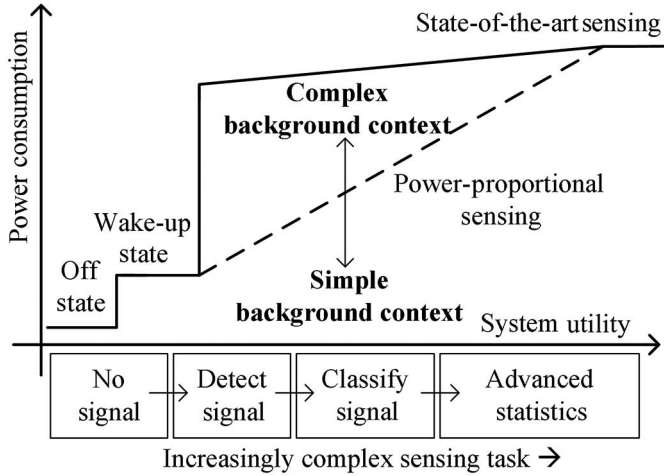 State-of-the-art sensing
Power consumption
Complex
background context
Wake-up
state
Power-proportional
sensing
Off
state
Simple
background context
System utility
No
signal
Detect
signal
Classify
signal
Advanced
statistics
Increasingly complex sensing task →